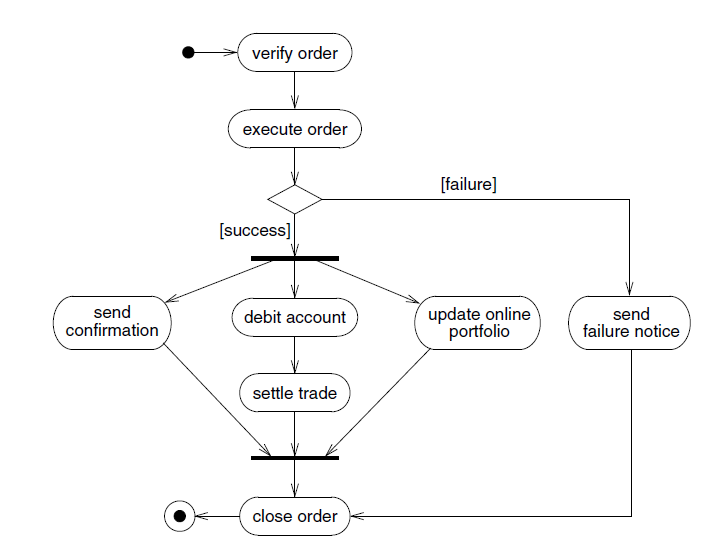 verify order
execute order
[failure]
[success]
send
confirmation
debit account
update online
portfolio
send
failure notice
settle trade
close order